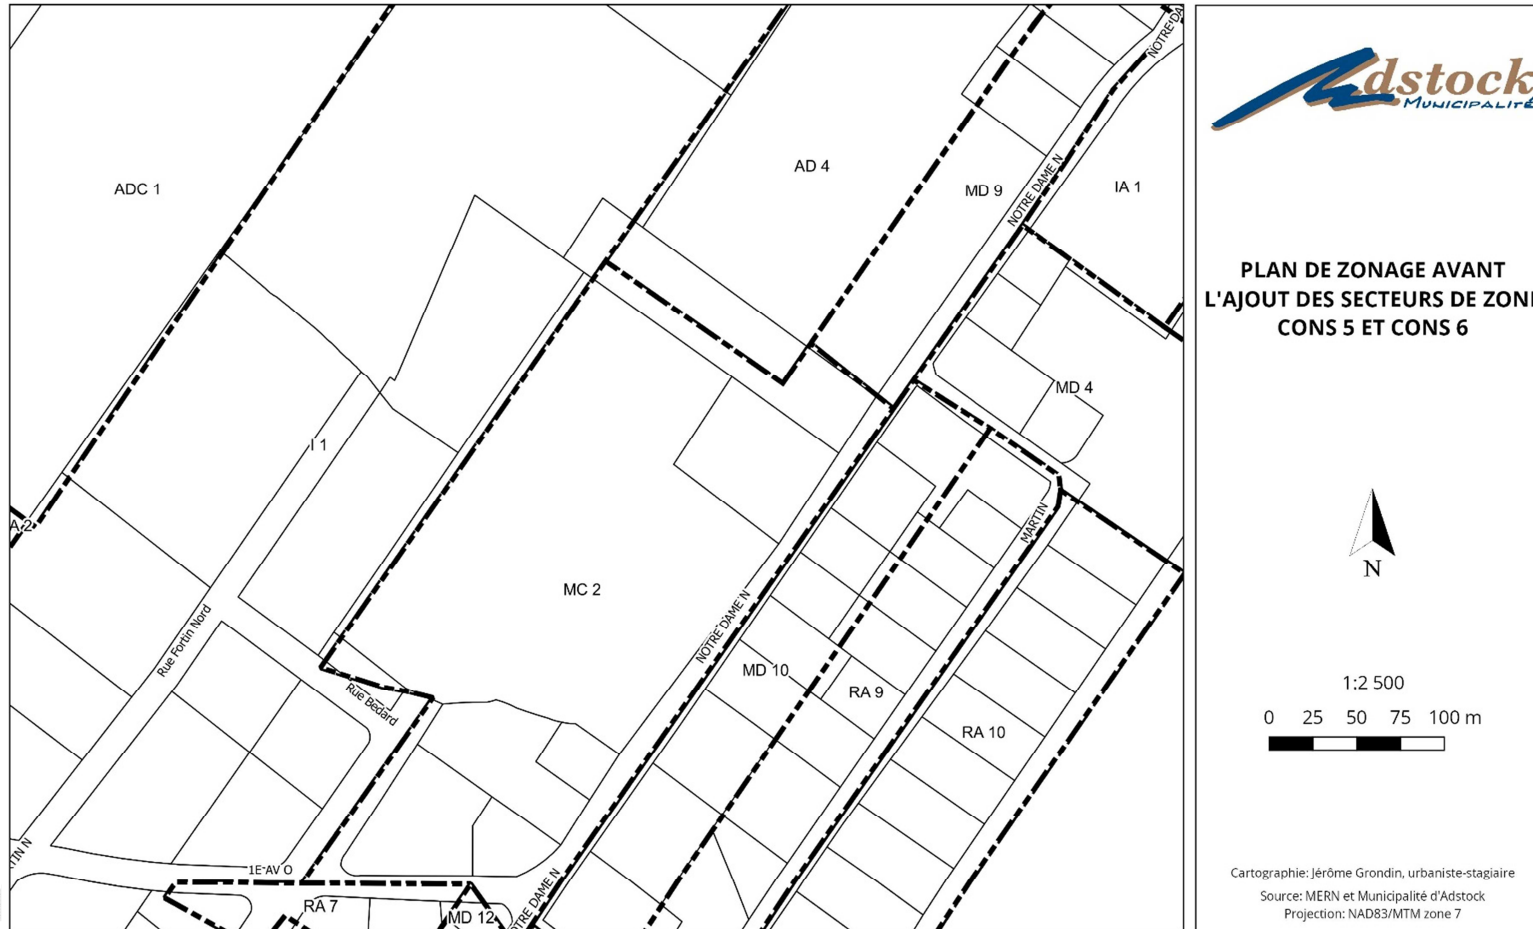 NOTRE DA
ADC 1
AD 4
MD 9
NOTRE DAME N
IA 1
MD 4
I 1
A 2
MARTIN
MC 2
NOTRE DAME N
Rue Fortin Nord
MD 10
RA 9
Rue Bédard
RA 10
TIN N
1E AV O
RA 7
MD 12
OTRE DAME N
Adstock
MUNICIPALITÉ
PLAN DE ZONAGE AVANT
L'AJOUT DES SECTEURS DE ZON
CONS 5 ET CONS 6
N
1:2 500
0 25 50 75 100 m
Cartographie: Jérôme Grondin, urbaniste-stagiaire
Source: MERN et Municipalité d'Adstock
Projection: NAD83/MTM zone 7